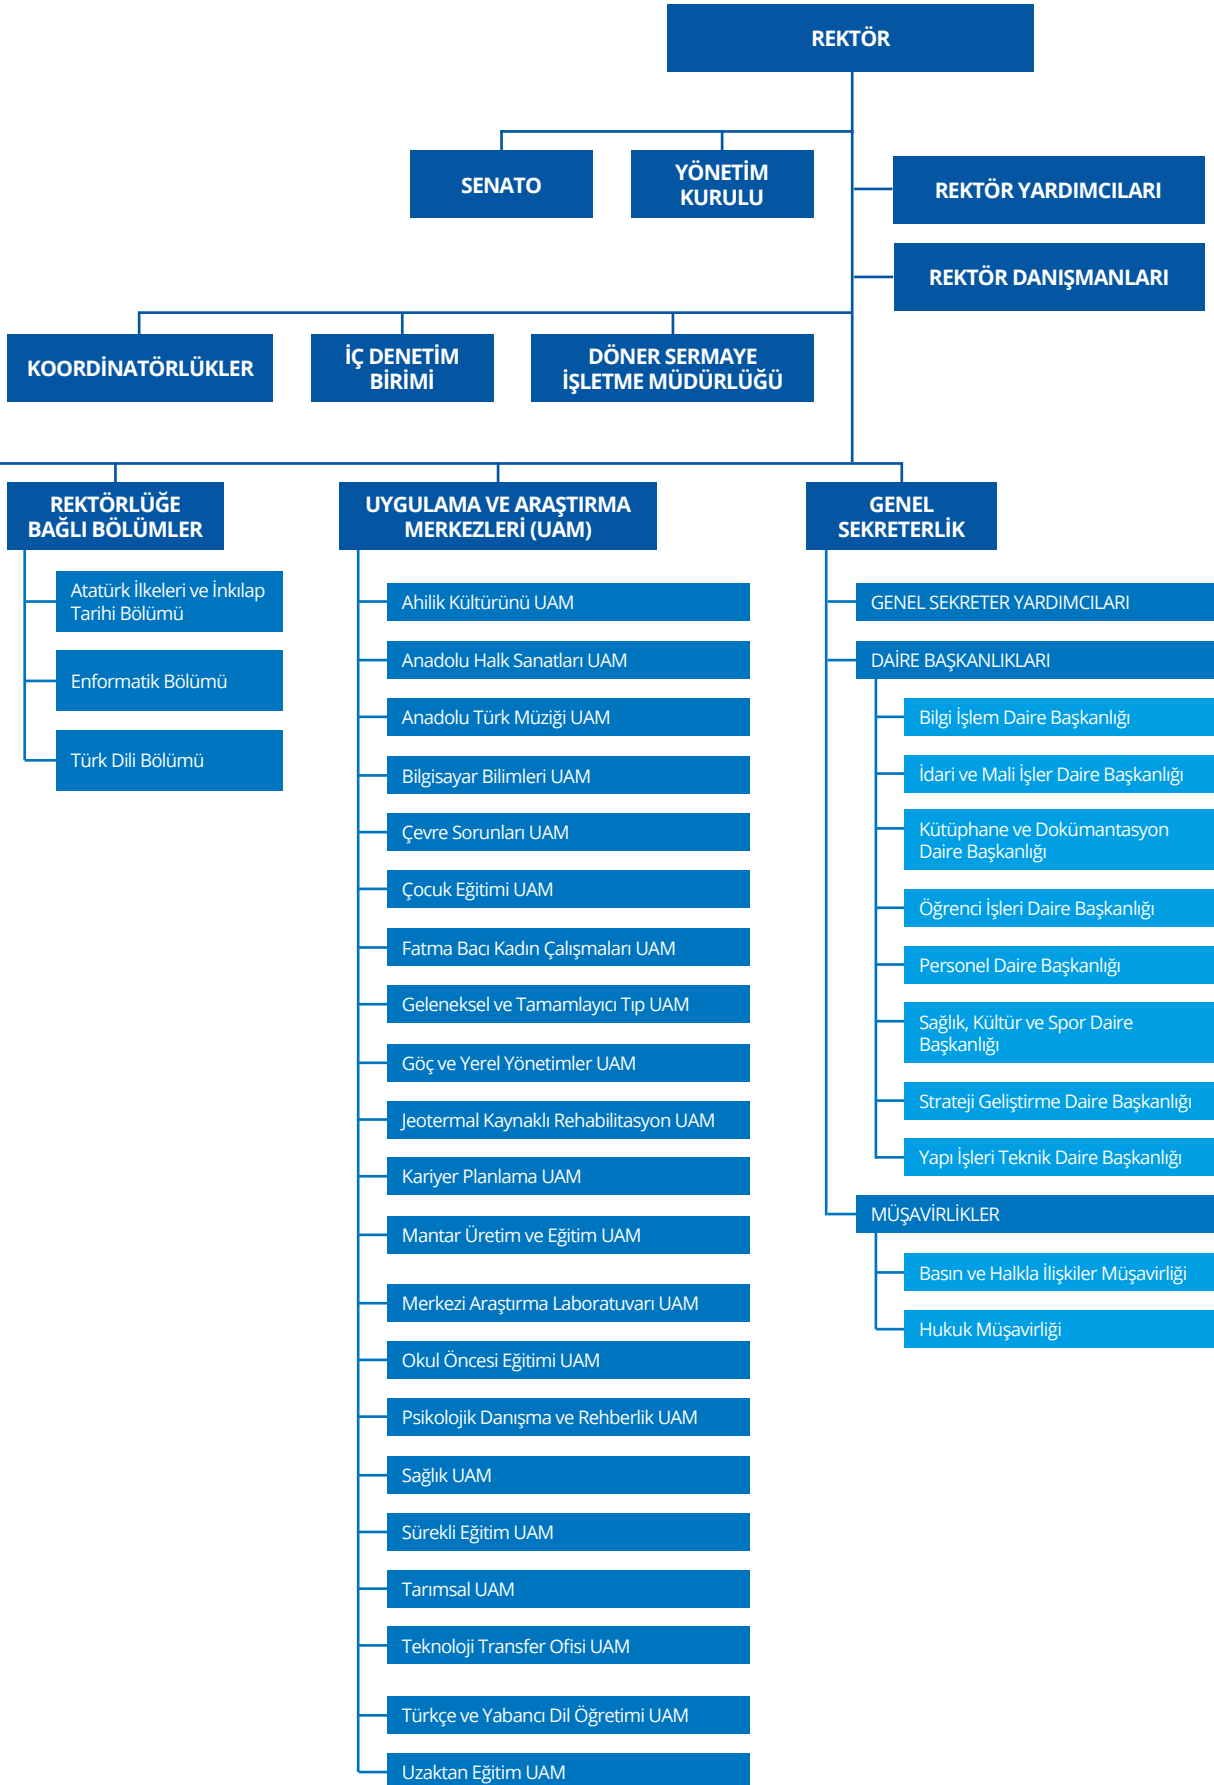 REKTÖR
SENATO
YÖNETİM
KURULU
REKTÖR YARDIMCILARI
REKTÖR DANIŞMANLARI
KOORDİNATÖRLÜKLER
İÇ DENETİM
BİRİMİ
DÖNER SERMAYE
İŞLETME MÜDÜRLÜĞÜ
REKTÖRLÜĞE
BAĞLI BÖLÜMLER
Atatürk İlkeleri ve İnkılap
Tarihi Bölümü
Enformatik Bölümü
Türk Dili Bölümü
UYGULAMA VE ARAŞTIRMA
MERKEZLERİ (UAM)
Ahilik Kültürünü UAM
Anadolu Halk Sanatları UAM
Anadolu Türk Müziği UAM
Bilgisayar Bilimleri UAM
Çevre Sorunları UAM
Çocuk Eğitimi UAM
Fatma Bacı Kadın Çalışmaları UAM
Geleneksel ve Tamamlayıcı Tıp UAM
Göç ve Yerel Yönetimler UAM
Jeotermal Kaynaklı Rehabilitasyon UAM
Kariyer Planlama UAM
Mantar Üretim ve Eğitim UAM
Merkezi Araştırma Laboratuvarı UAM
Okul Öncesi Eğitimi UAM
Psikolojik Danışma ve Rehberlik UAM
Sağlık UAM
Sürekli Eğitim UAM
Tarımsal UAM
Teknoloji Transfer Ofisi UAM
Türkçe ve Yabancı Dil Öğretimi UAM
Uzaktan Eğitim UAM
GENEL
SEKRETERLİK
GENEL SEKRETER YARDIMCILARI
DAİRE BAŞKANLIKLARI
Bilgi İşlem Daire Başkanlığı
İdari ve Mali İşler Daire Başkanlığı
Kütüphane ve Dokümantasyon
Daire Başkanlığı
Öğrenci İşleri Daire Başkanlığı
Personel Daire Başkanlığı
Sağlık, Kültür ve Spor Daire
Başkanlığı
Strateji Geliştirme Daire Başkanlığı
Yapı İşleri Teknik Daire Başkanlığı
MÜŞAVİRLİKLER
Basın ve Halkla İlişkiler Müşavirliği
Hukuk Müşavirliği